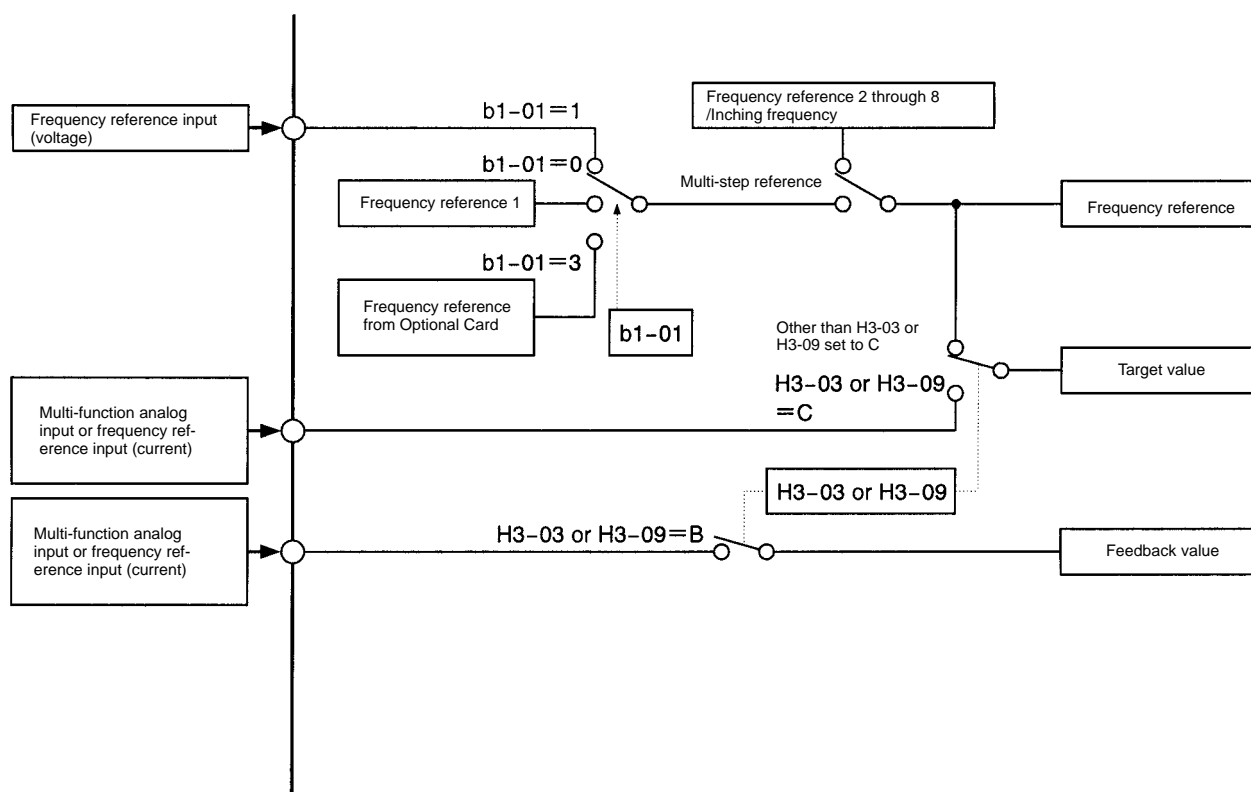 Frequency reference input
(voltage)
b1-01=1
Frequency reference 2 through 8
/Inching frequency
b1-01=0
Frequency reference 1
Multi-step reference
Frequency reference
b1-01=3
Frequency reference
from Optional Card
b1-01
Other than H3-03 or
H3-09 set to C
Target value
H3-03 or H3-09
=C
Multi-function analog
input or frequency ref-
erence input (current)
H3-03 or H3-09
Multi-function analog
input or frequency ref-
erence input (current)
H3-03 or H3-09=B
Feedback value